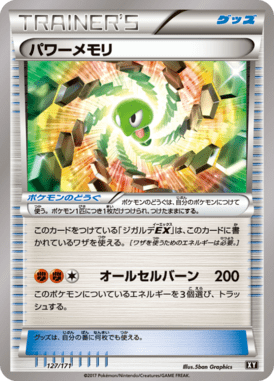 TRAINER'S
グッズ
パワーメモリ
ポケモンのどうぐ
ポケモンのどうぐは、自分のポケモンにつけて
使う。ポケモン1匹につき1枚だけつけられ、つけたままにする。
このカードをつけている「ジガルデEX」は、このカードに
書かれているワザを使える。[ワザを使うためのエネルギーは必要。]
オールセルバーン 200
このポケモンについているエネルギーを3個選び、トラッ
シュする。
グッズは、自分の番に何枚でも使える。
127/171
Illus. 5ban Graphics
XY
©2017 Pokémon/Nintendo/Creatures/GAME FREAK.